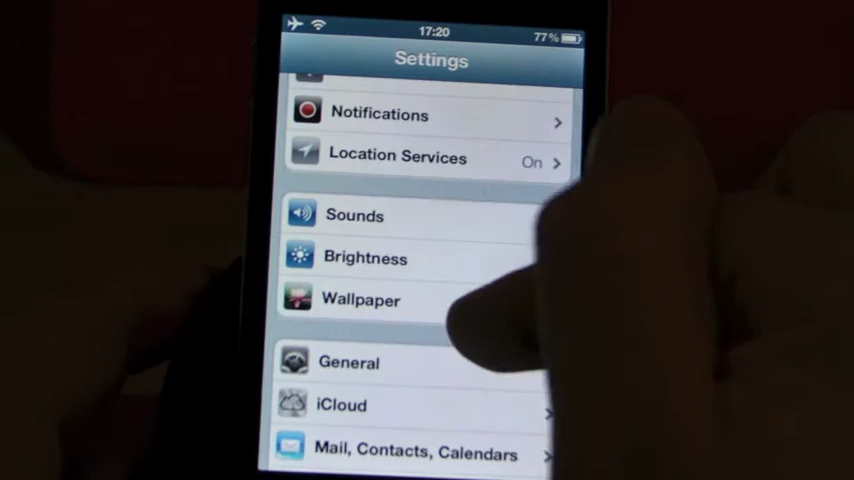 17:20
77%
Settings
Notifications
Location Services On
Sounds
Brightness
Wallpaper
General
iCloud
Mail, Contacts, Calendars